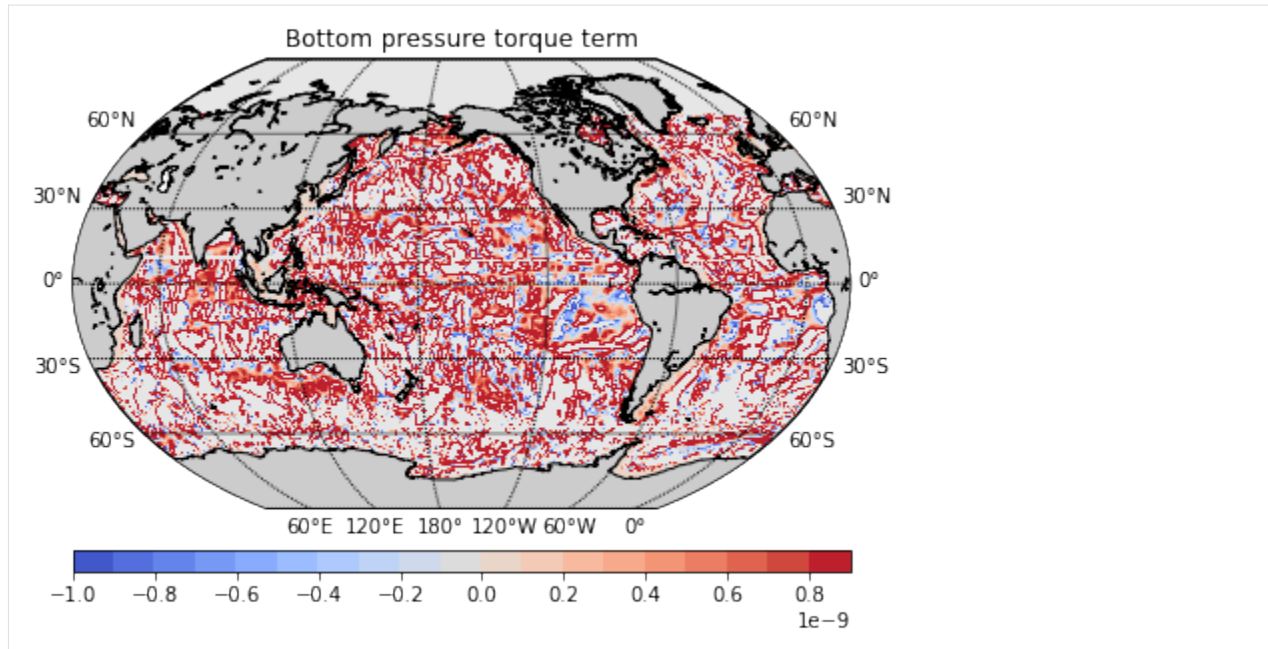 Bottom pressure torque term
60°N 60°N
30°N 30°N
0° 0°
30°S 30°S
60°S 60°S
60°E 120°E 180° 120°W 60°W 0°
−1.0 −0.8 −0.6 −0.4 −0.2 0.0 0.2 0.4 0.6 0.8
1e−9